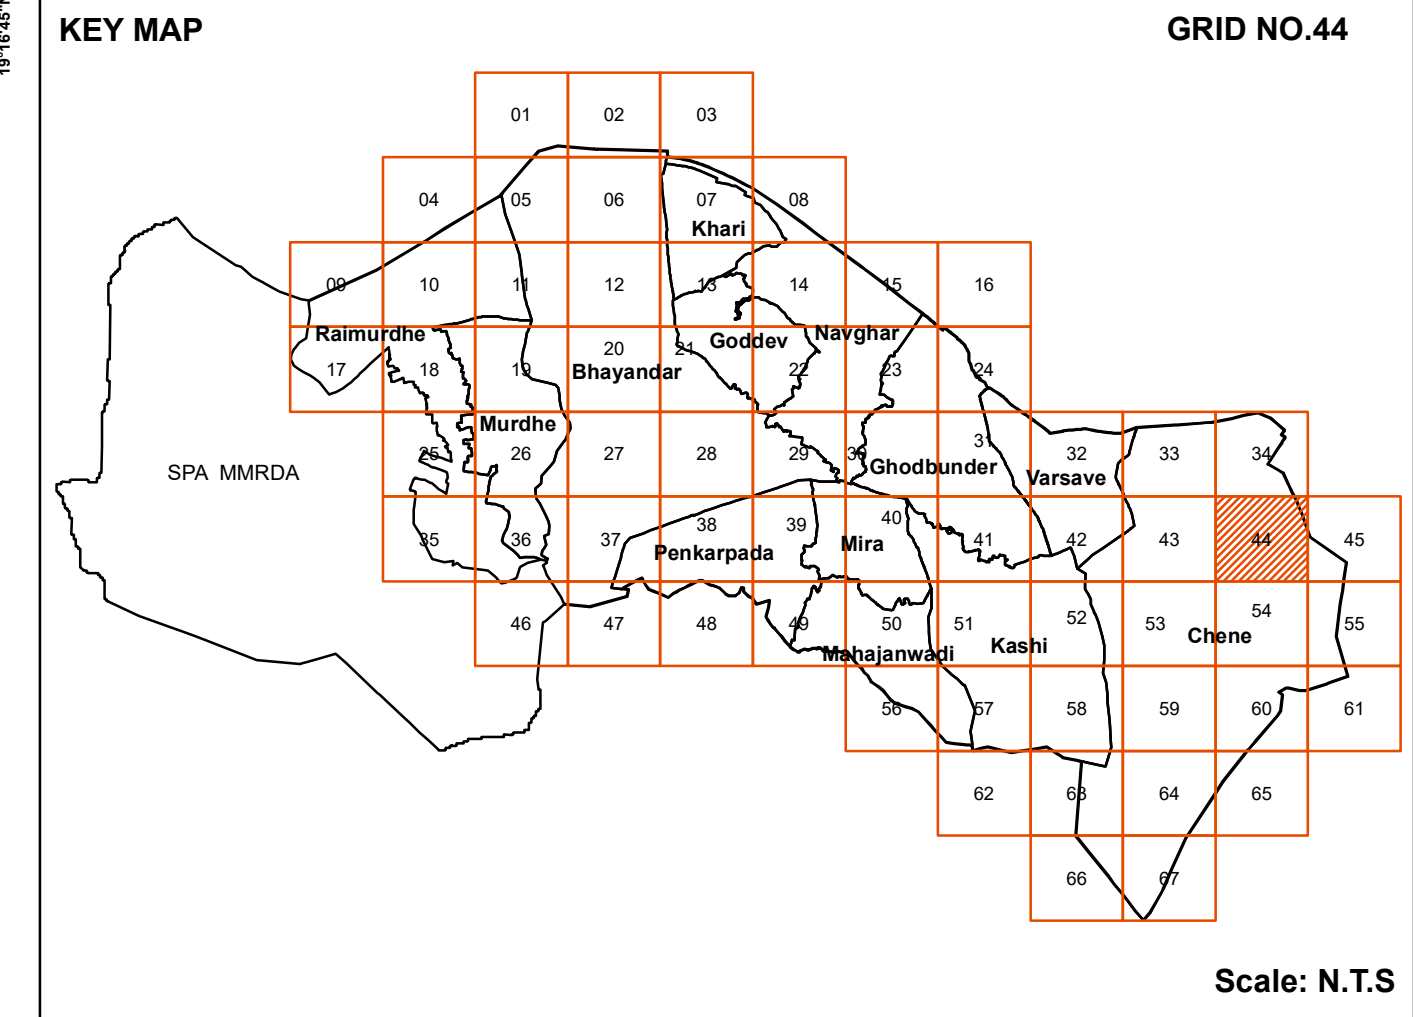 19°16'45"N
KEY MAP
GRID NO.44
01 02 03
04 05 06 07 08
Khari
09 10 11 12 13 14 15 16
Raimurdhe
Goddev
Navghar
17 18 19 20 21 22 23 24
Bhayandar
Murdhe
25 26 27 28 29 30 31 32 33 34
SPA MMRDA
Ghodbunder
Varsave
35 36 37 38 39 40 41 42 43 44 45
Penkarpada
Mira
46 47 48 49 50 51 52 53 54 55
Mahajanwadi
Kashi
Chene
56 57 58 59 60 61
62 63 64 65
66 67
Scale: N.T.S